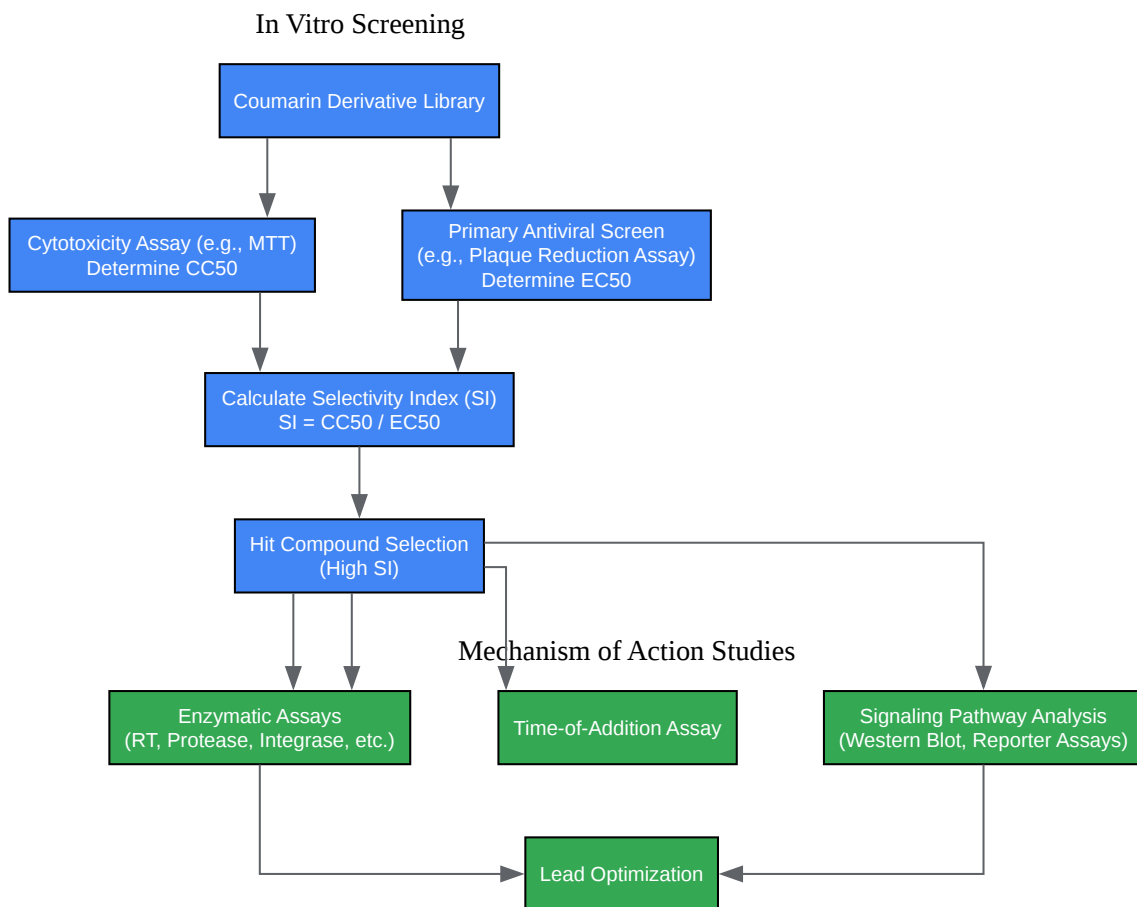 In Vitro Screening
Coumarin Derivative Library
Cytotoxicity Assay (e.g., MTT)
Determine CC50
Primary Antiviral Screen
(e.g., Plaque Reduction Assay)
Determine EC50
Calculate Selectivity Index (SI)
SI = CC50 / EC50
Hit Compound Selection
(High SI)
Mechanism of Action Studies
Enzymatic Assays
(RT, Protease, Integrase, etc.)
Time-of-Addition Assay
Signaling Pathway Analysis
(Western Blot, Reporter Assays)
Lead Optimization